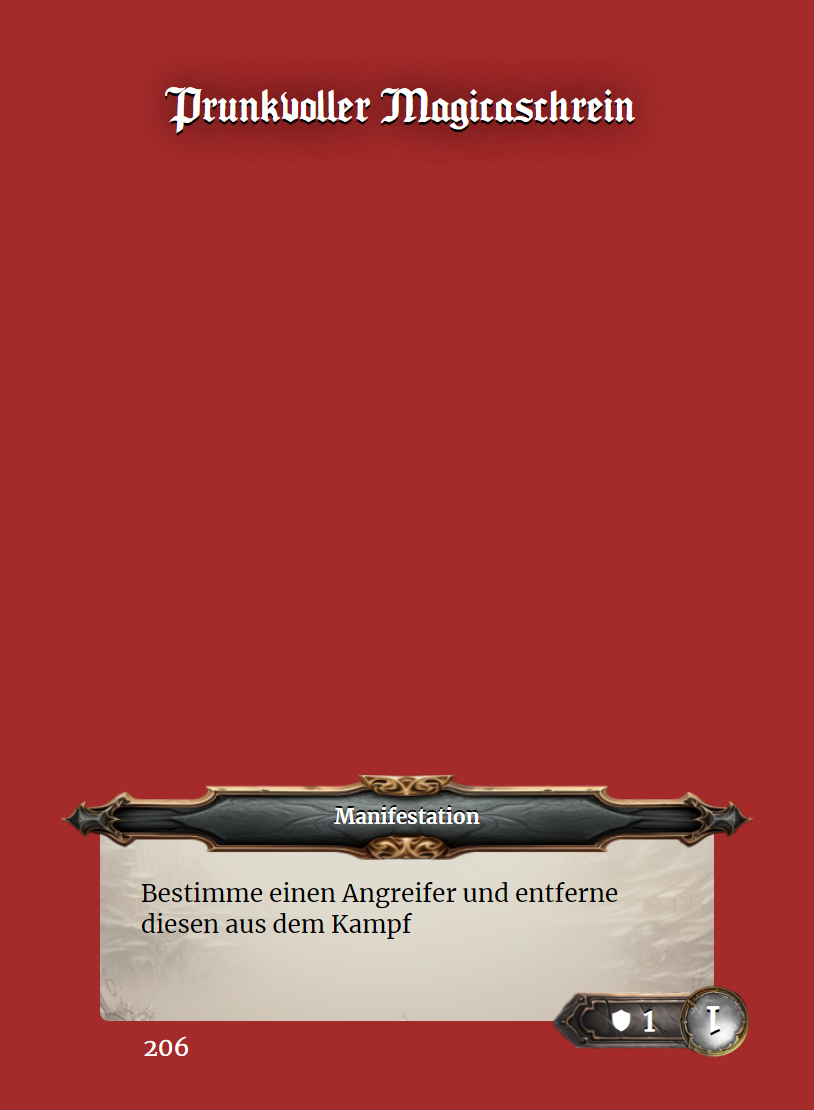 Prunkvoller Magicaschrein
Manifestation
Bestimme einen Angreifer und entferne
diesen aus dem Kampf
1
206